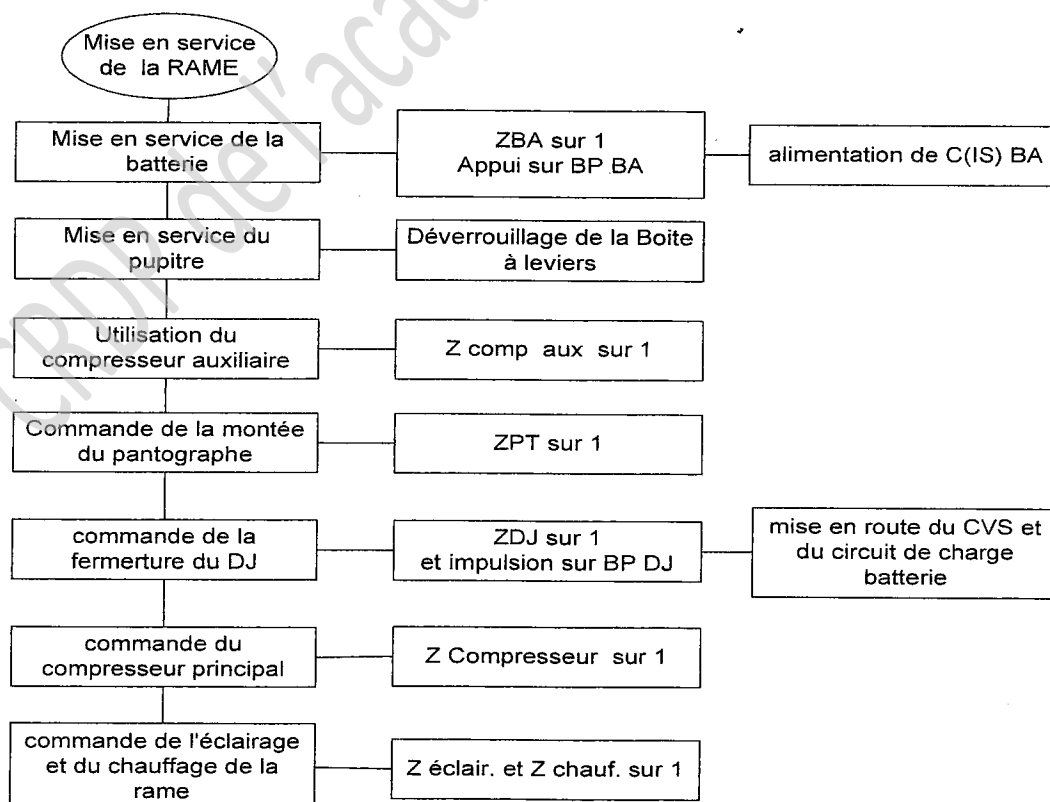 Mise en service
de la RAME
Mise en service de la
batterie
ZBA sur 1
Appui sur BP BA
alimentation de C(IS) BA
Mise en service du
pupitre
Déverrouillage de la Boite
à leviers
Utilisation du
compresseur auxiliaire
Z comp aux sur 1
Commande de la montée
du pantographe
ZPT sur 1
commande de la
fermerture du DJ
ZDJ sur 1
et impulsion sur BP DJ
mise en route du CVS et
du circuit de charge
batterie
commande du
compresseur principal
Z Compresseur sur 1
commande de l'éclairage
et du chauffage de la
rame
Z éclair. et Z chauf. sur 1
CRDP de l'acad